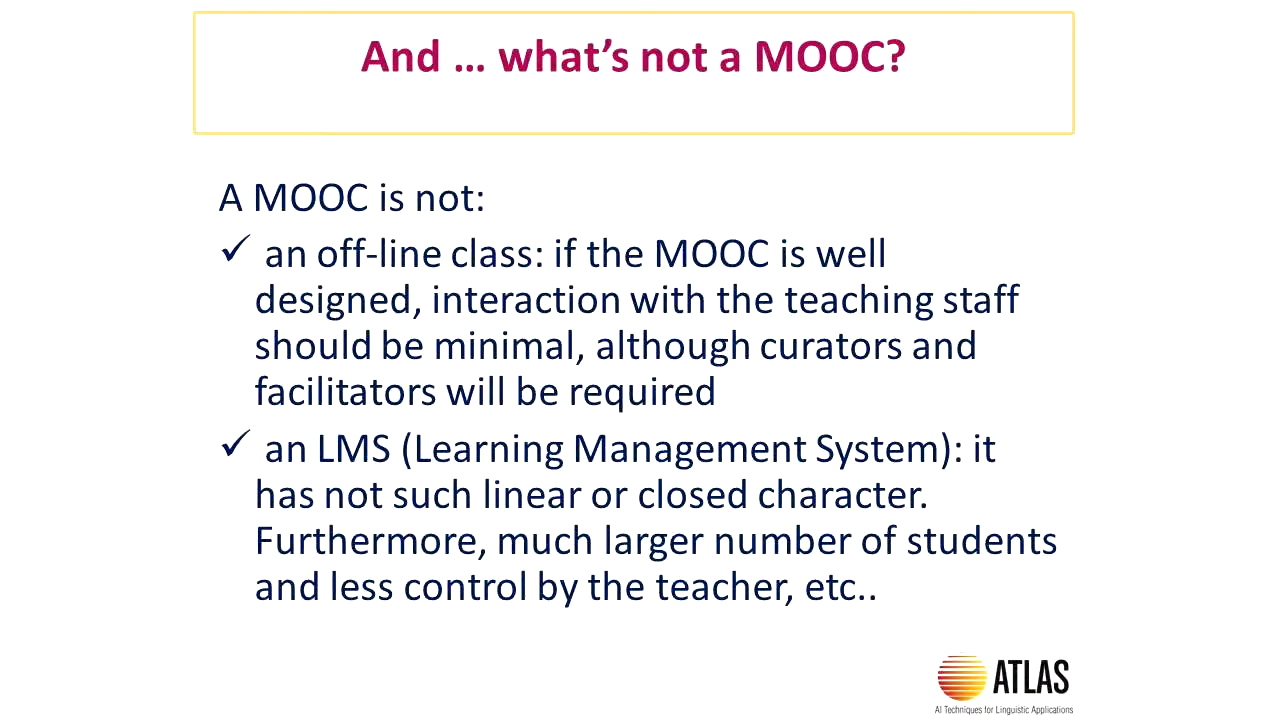 And … what’s not a MOOC?
A MOOC is not:
✓ an off-line class: if the MOOC is well
designed, interaction with the teaching staff
should be minimal, although curators and
facilitators will be required
✓ an LMS (Learning Management System): it
has not such linear or closed character.
Furthermore, much larger number of students
and less control by the teacher, etc..
ATLAS
AI Techniques for Linguistic Applications